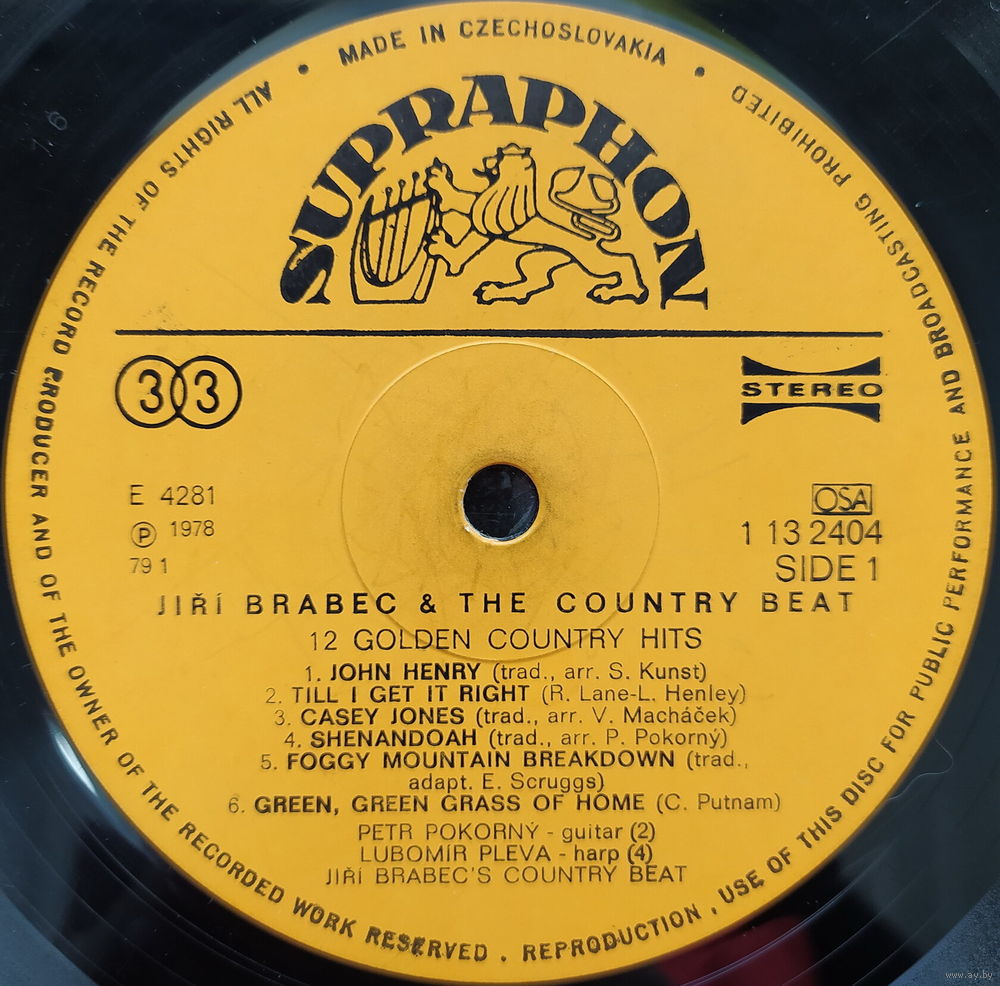 ALL RIGHTS OF THE RECORD PRODUCER AND OF THE OWNER OF THE RECORDED WORK RESERVED . REPRODUCTION , USE OF THIS DISC FOR PUBLIC PERFORMANCE AND BROADCASTING PROHIBITED
• MADE IN CZECHOSLOVAKIA •
SUPRAPHON
33
STEREO
E 4281
Ⓟ 1978
79 1
OSA
1 13 2404
SIDE 1
JIŘÍ BRABEC & THE COUNTRY BEAT
12 GOLDEN COUNTRY HITS
1. JOHN HENRY (trad., arr. S. Kunst)
2. TILL I GET IT RIGHT (R. Lane-L. Henley)
3. CASEY JONES (trad., arr. V. Macháček)
4. SHENANDOAH (trad., arr. P. Pokorný)
5. FOGGY MOUNTAIN BREAKDOWN (trad.,
adapt. E. Scruggs)
6. GREEN, GREEN GRASS OF HOME (C. Putnam)
PETR POKORNÝ - guitar (2)
LUBOMÍR PLEVA - harp (4)
JIŘÍ BRABEC'S COUNTRY BEAT
www.ay.by